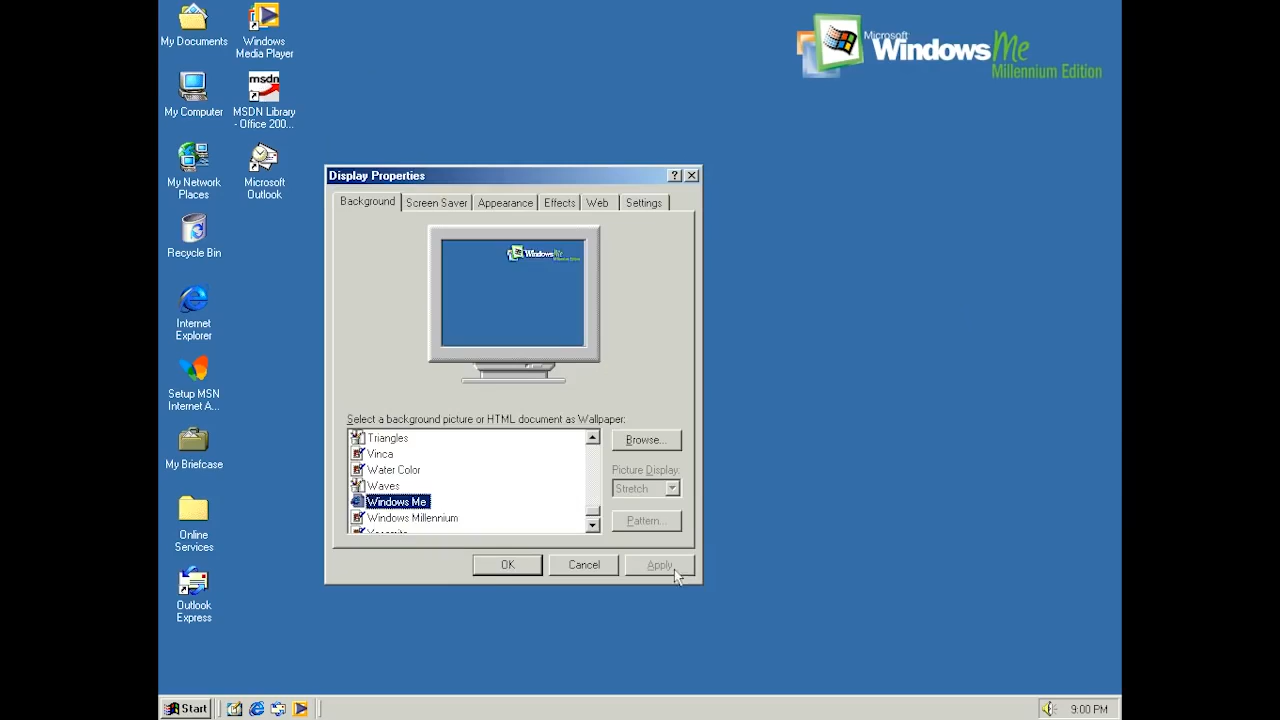 My Documents
Windows
Media Player
Microsoft
Windows Me
Millennium Edition
My Computer
msdn
MSDN Library
- Office 200...
My Network
Places
Microsoft
Outlook
Recycle Bin
Internet
Explorer
Setup MSN
Internet A...
My Briefcase
Online
Services
Outlook
Express
Display Properties
?
Background
Screen Saver
Appearance
Effects
Web
Settings
Windows Me
Select a background picture or HTML document as Wallpaper:
Triangles
Vinca
Water Color
Waves
Windows Me
Windows Millennium
Browse...
Picture Display:
Stretch
Pattern...
OK
Cancel
Apply
Start
9:00 PM